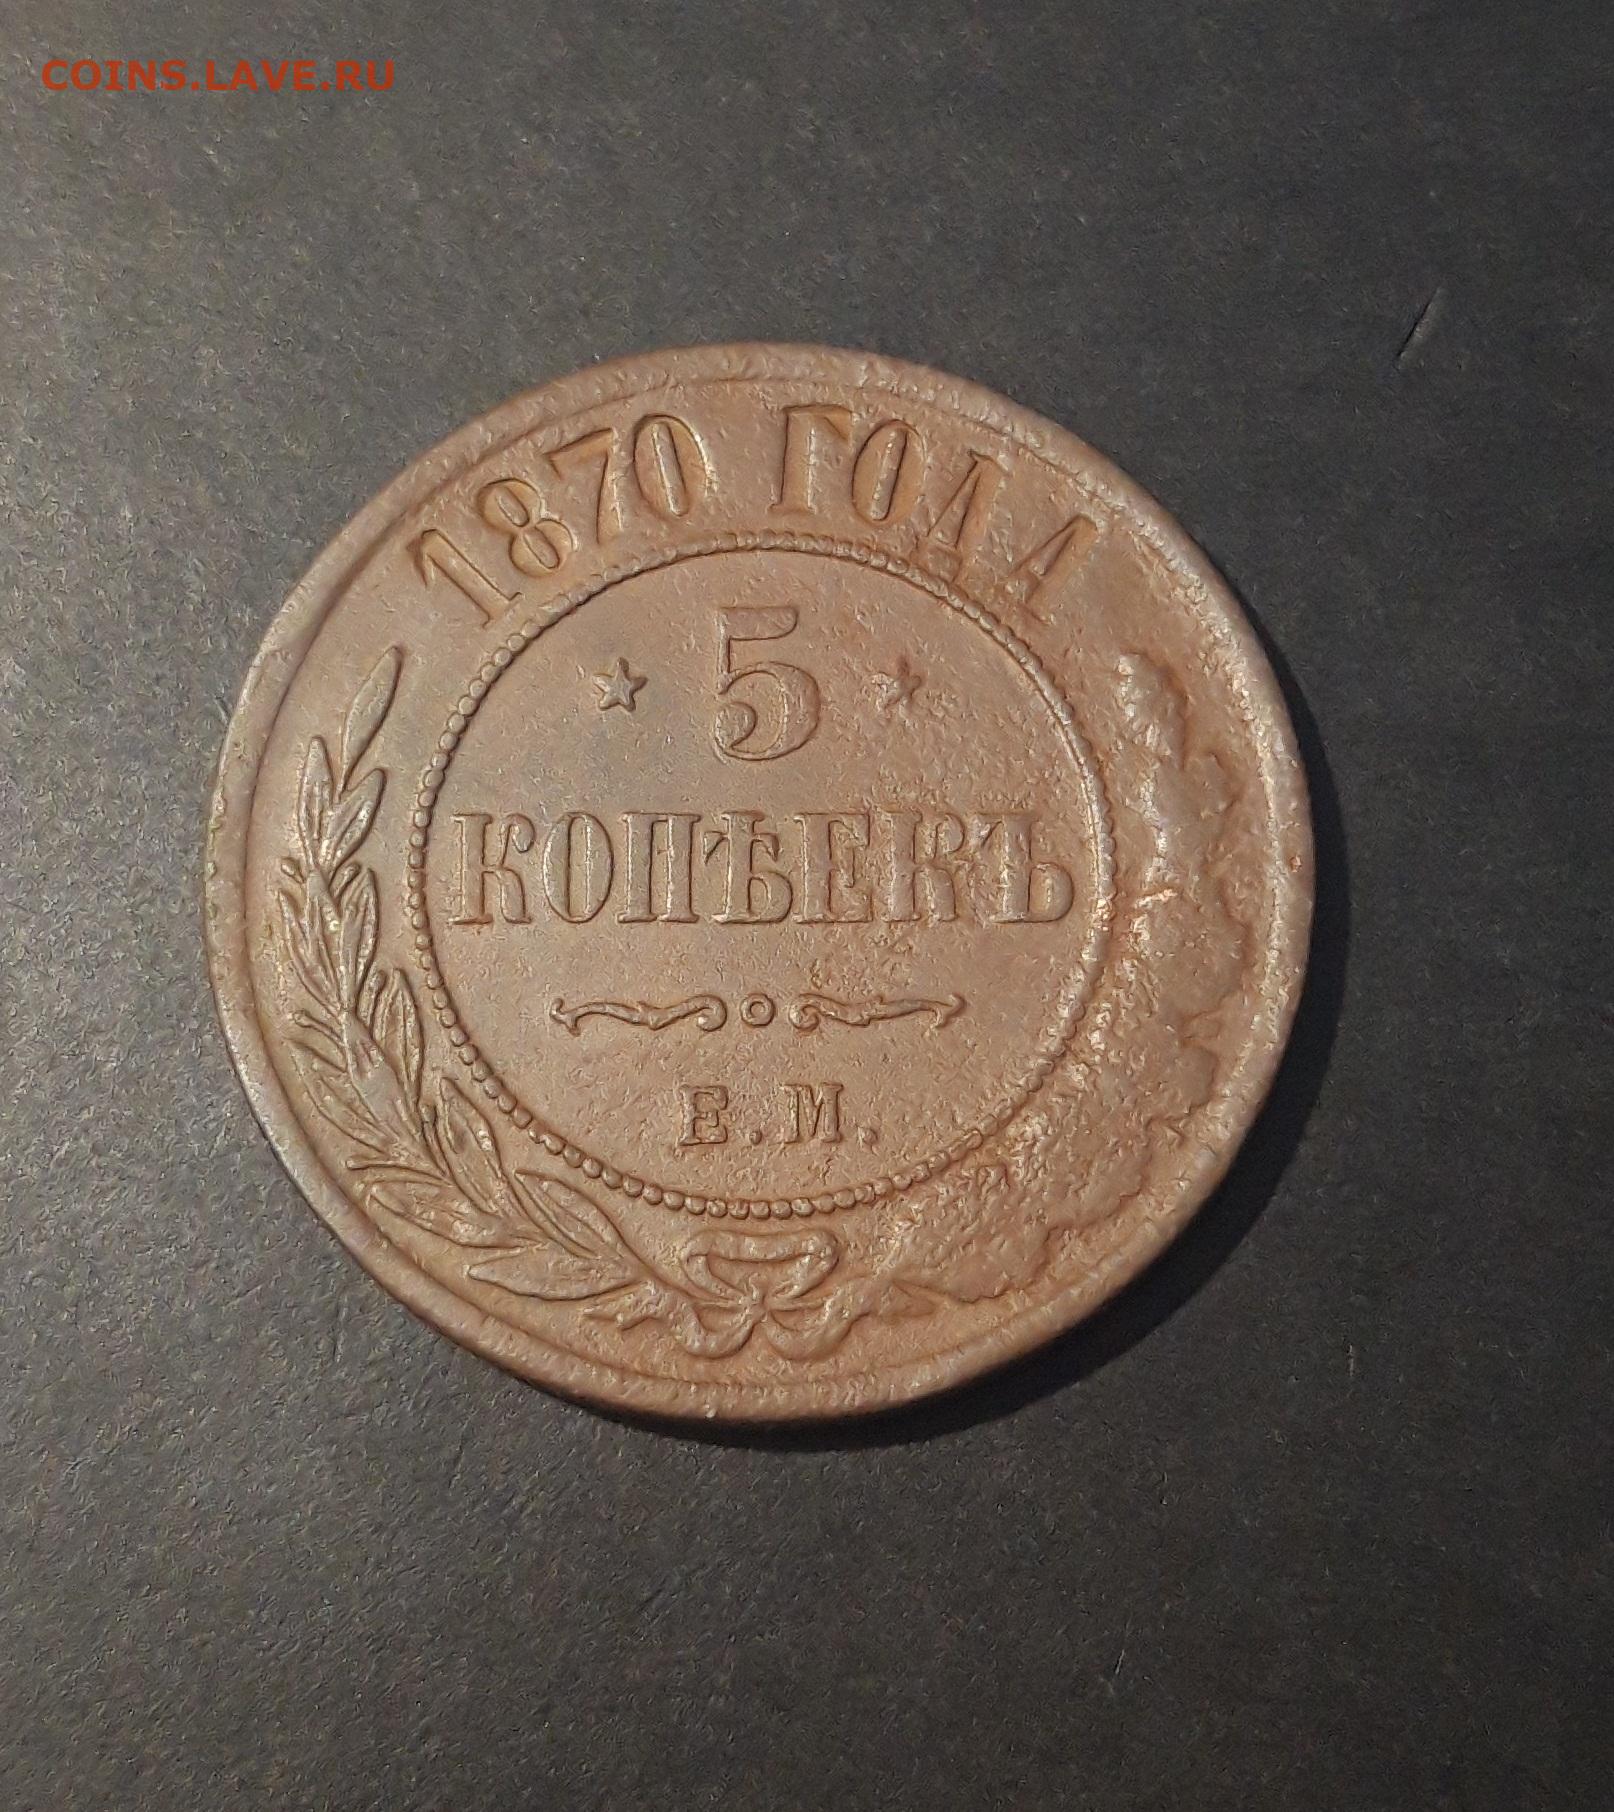 COINS.LAVE.RU
1870 ГОДА
5
КОПѢЕКЪ
Е.М.